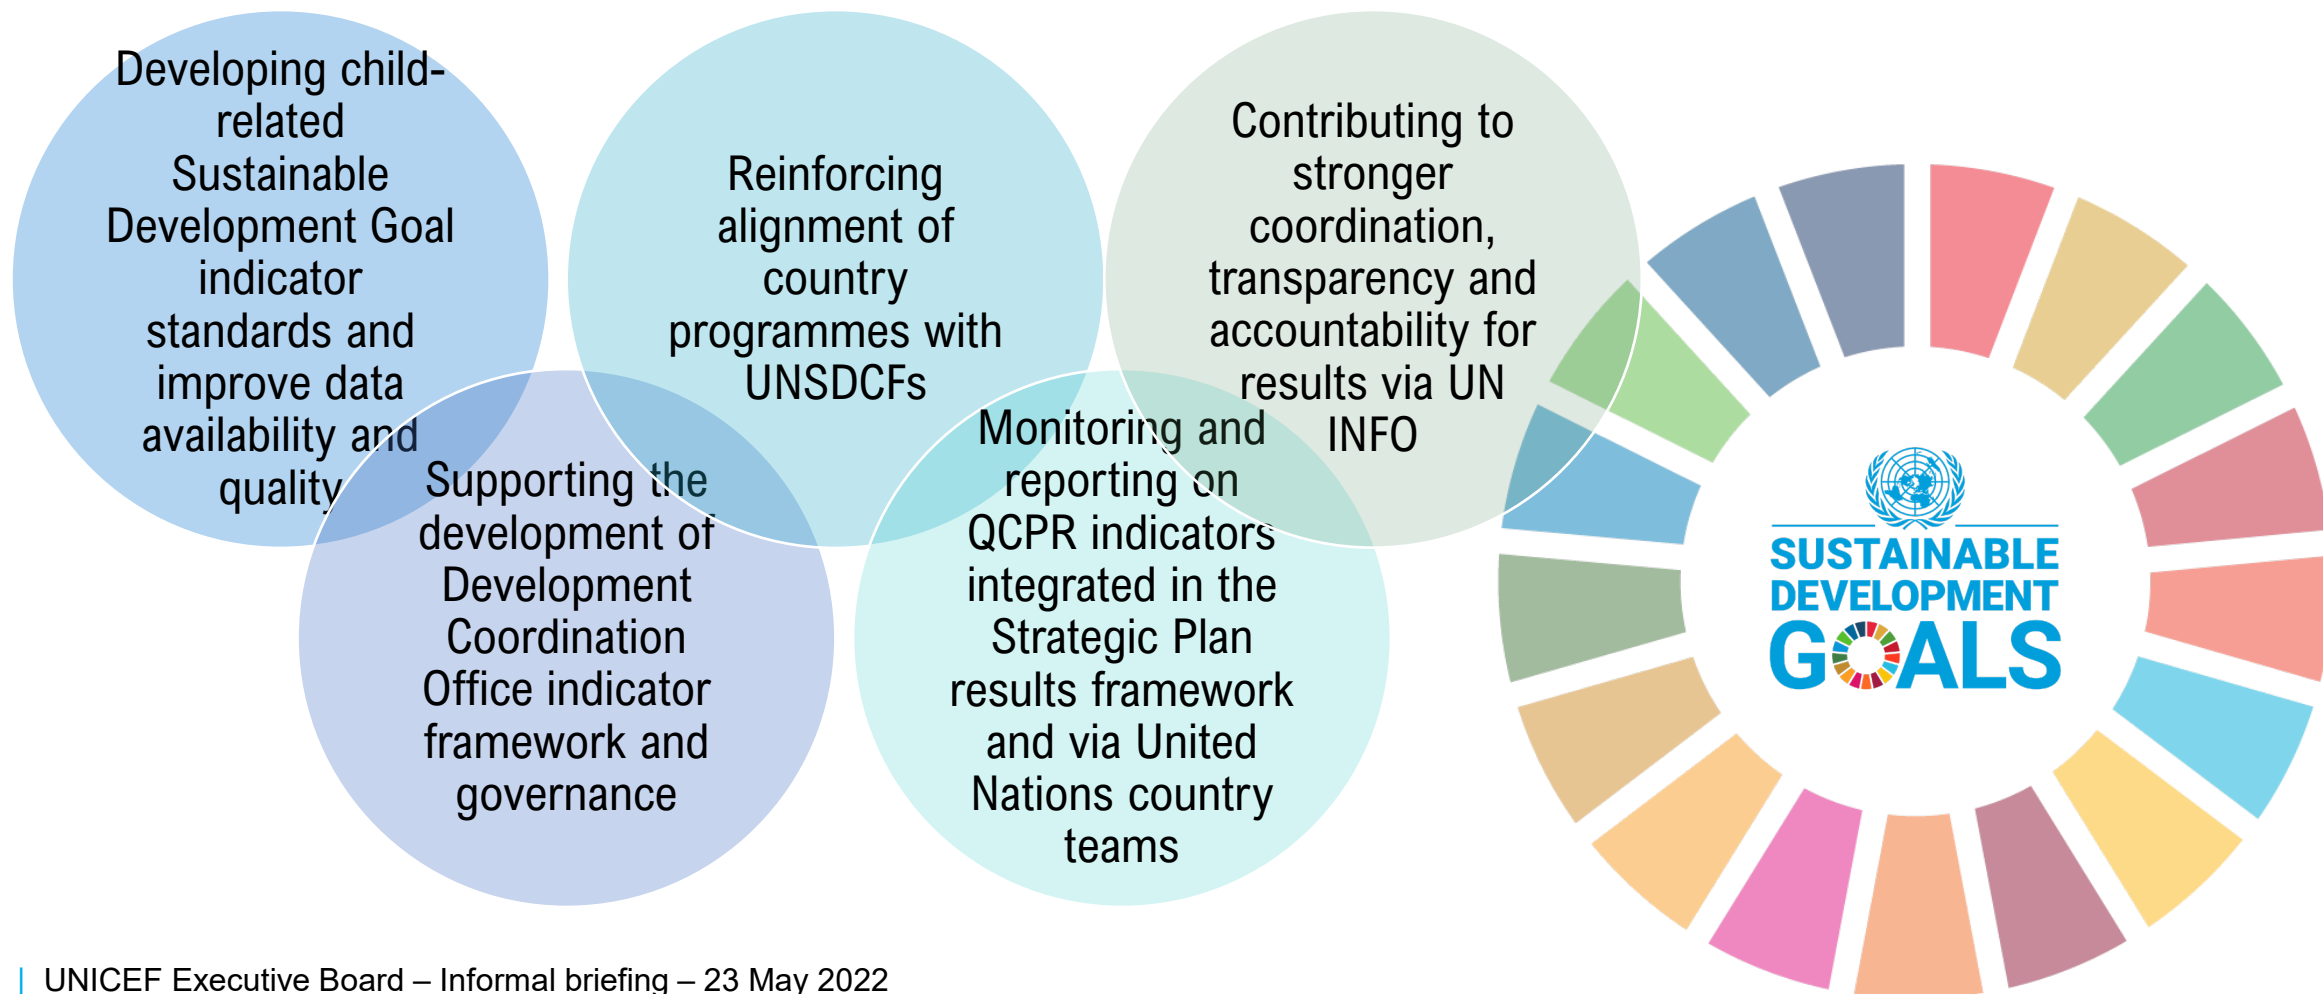 Developing child-
related
Sustainable
Development Goal
indicator
standards and
improve data
availability and
quality
Supporting the
development of
Development
Coordination
Office indicator
framework and
governance
Reinforcing
alignment of
country
programmes with
UNSDCFs
Monitoring and
reporting on
QCPR indicators
integrated in the
Strategic Plan
results framework
and via United
Nations country
teams
Contributing to
stronger
coordination,
transparency and
accountability for
results via UN
INFO
SUSTAINABLE
DEVELOPMENT
GOALS
| UNICEF Executive Board – Informal briefing – 23 May 2022